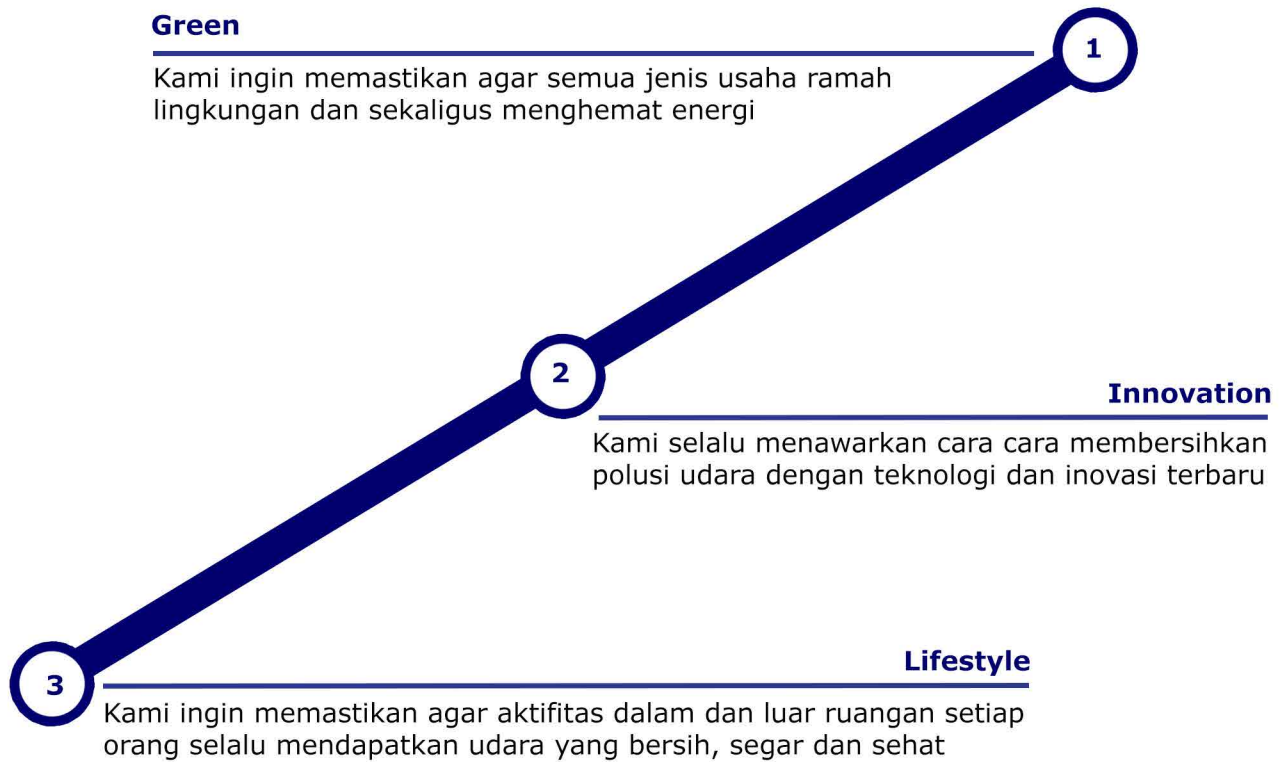 Green
1
Kami ingin memastikan agar semua jenis usaha ramah
lingkungan dan sekaligus menghemat energi
2
Innovation
Kami selalu menawarkan cara cara membersihkan
polusi udara dengan teknologi dan inovasi terbaru
Lifestyle
3
Kami ingin memastikan agar aktifitas dalam dan luar ruangan setiap
orang selalu mendapatkan udara yang bersih, segar dan sehat